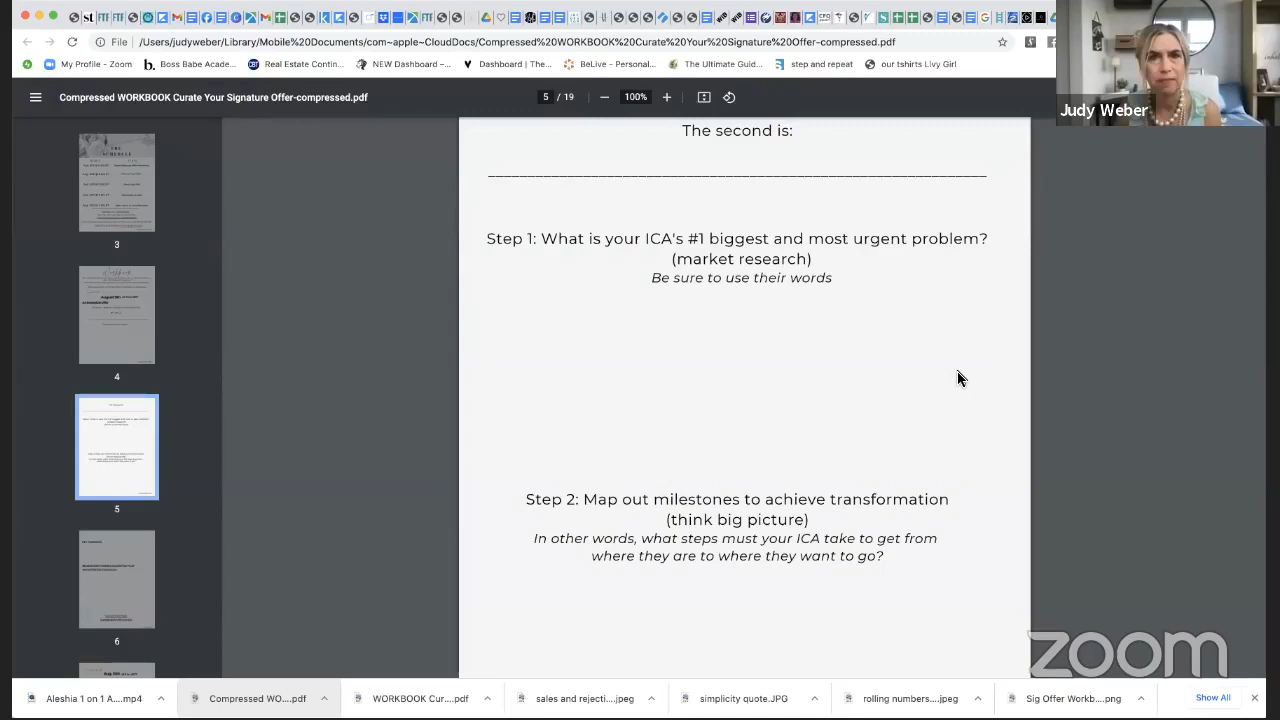 File /Users/judyweber/Library/Mobile%20D... ...s/com~apple~CloudDocs/Compressed%20WORKBOOK%20Curate%20Your%20Signature%20Offer-compressed.pdf
My Profile - Zoom Boss Babe Acade... Real Estate Comm... NEW Dashboard –... Dashboard | The... BeLive - Personal... The Ultimate Guid... step and repeat our tshirts Livy Girl
Compressed WORKBOOK Curate Your Signature Offer-compressed.pdf 5 / 19 100%
Judy Weber
The second is:
Step 1: What is your ICA's #1 biggest and most urgent problem?
(market research)
Be sure to use their words
Step 2: Map out milestones to achieve transformation
(think big picture)
In other words, what steps must your ICA take to get from
where they are to where they want to go?
3
4
5
6
zoom
Aleshia 1 on 1 A....mp4 Compressed WO....pdf WORKBOOK Cur....pdf sales and rejecti....jpeg simplicity quote.JPG rolling numbers....jpeg Sig Offer Workb....png Show All